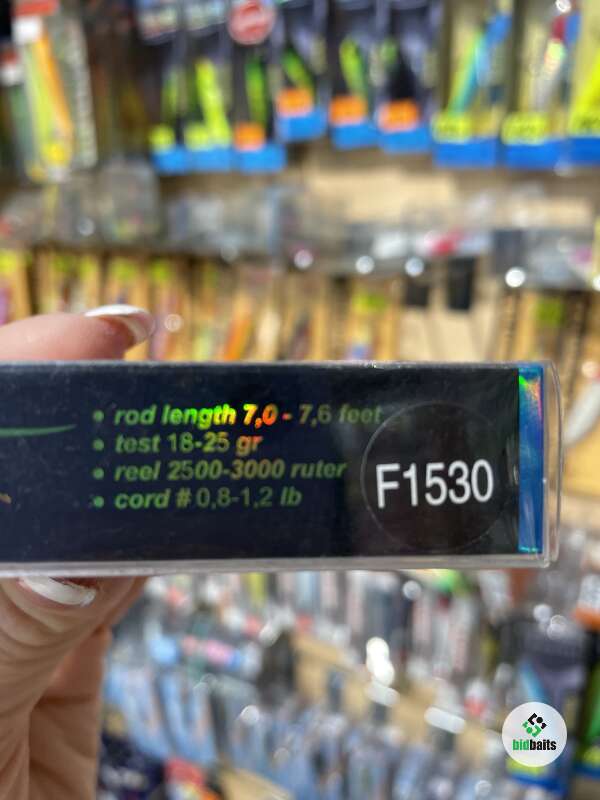 • rod length 7,0 - 7,6 feet
• test 18-25 gr
• reel 2500-3000 ruter
• cord # 0,8-1,2 lb
F1530
bidbaits